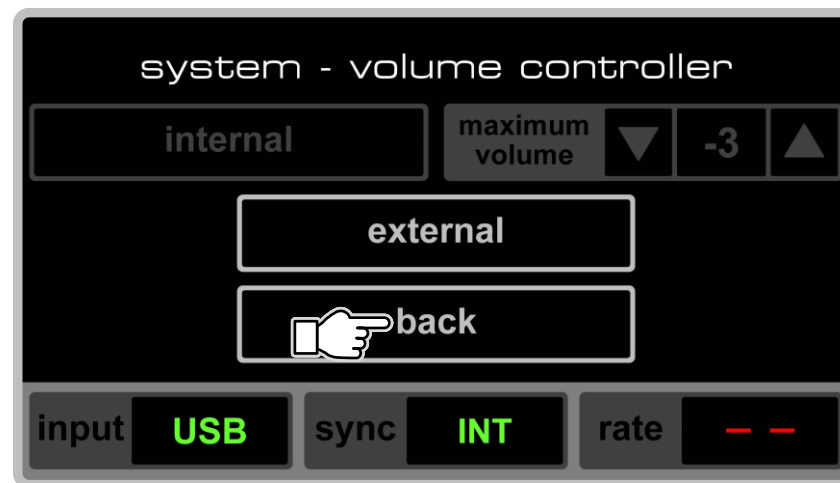 system - volume controller
internal
maximum
volume
-3
external
back
input
USB
sync
INT
rate
– –